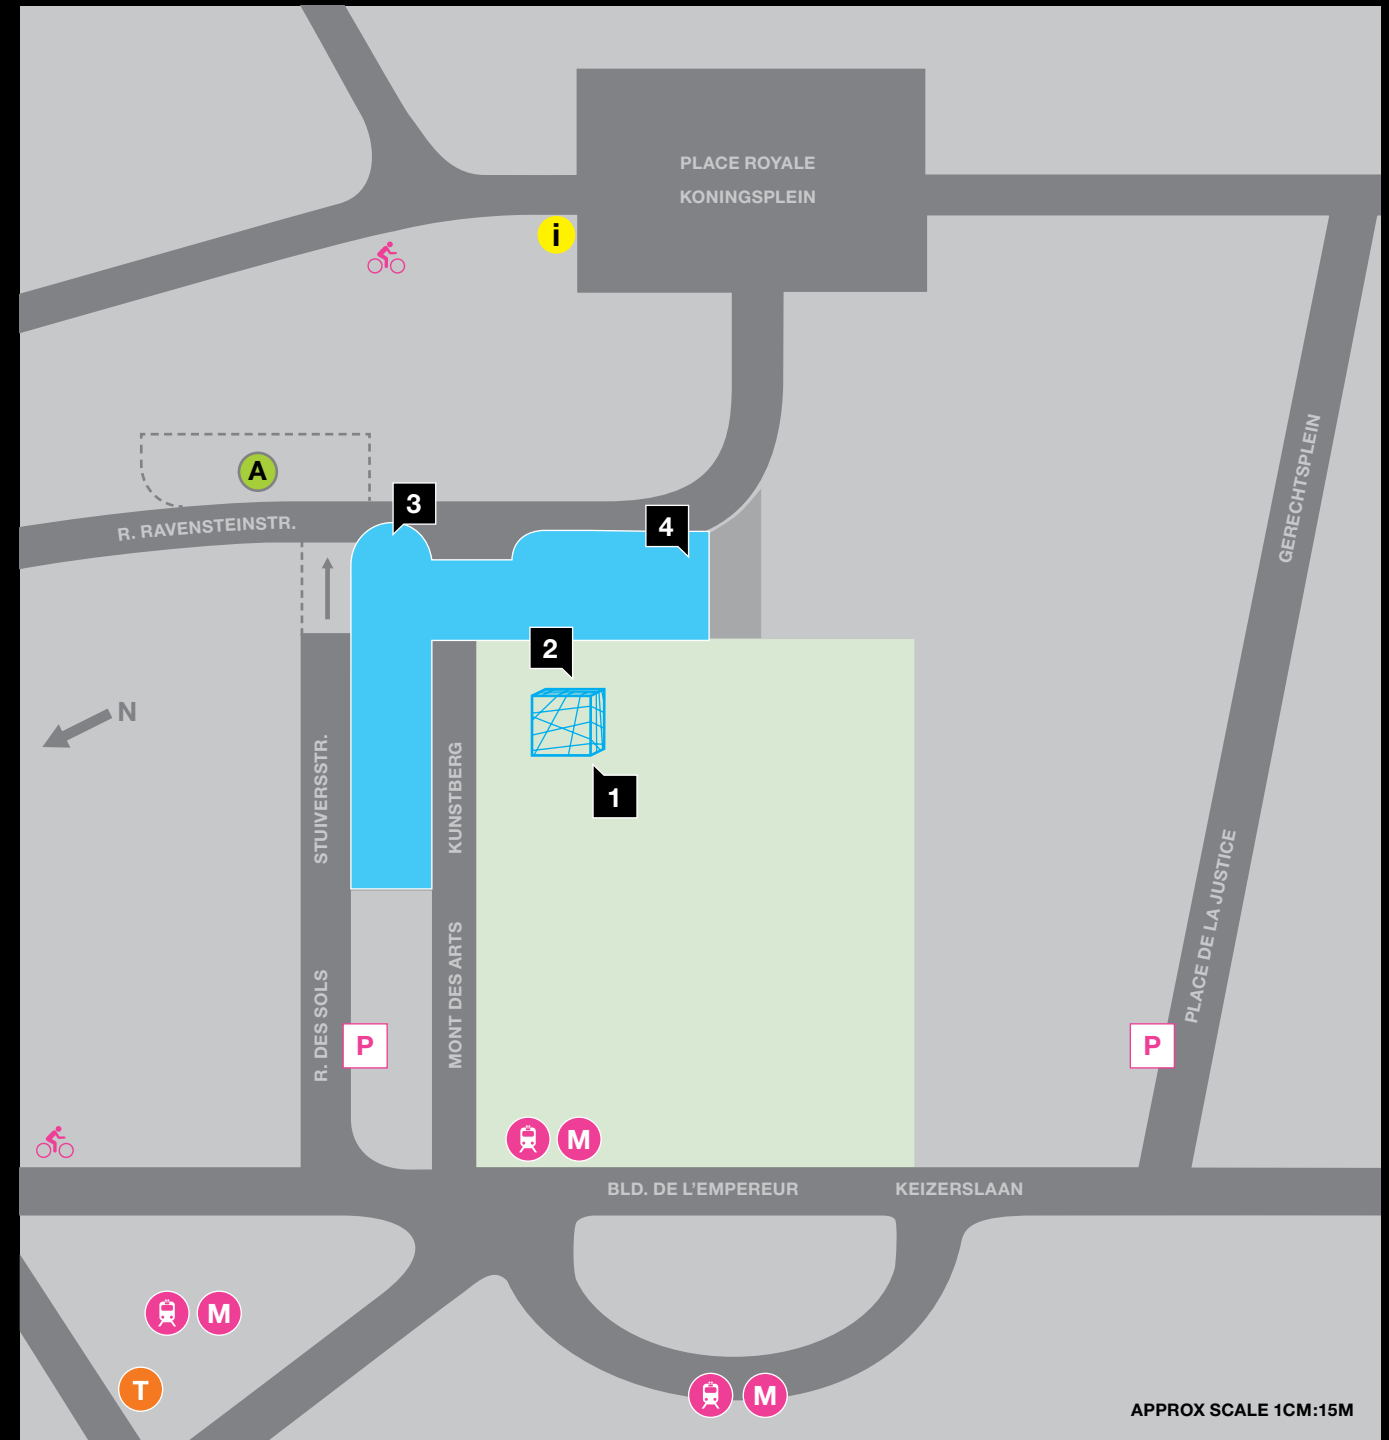 PLACE ROYALE
KONINGSPLEIN
i
GERECHTSPLEIN
A
3
R. RAVENSTEINSTR.
4
2
N
STUIVERSSTR.
KUNSTBERG
1
PLACE DE LA JUSTICE
R. DES SOLS
MONT DES ARTS
P
P
M
BLD. DE L'EMPEREUR
KEIZERSLAAN
M
T
M
APPROX SCALE 1CM:15M